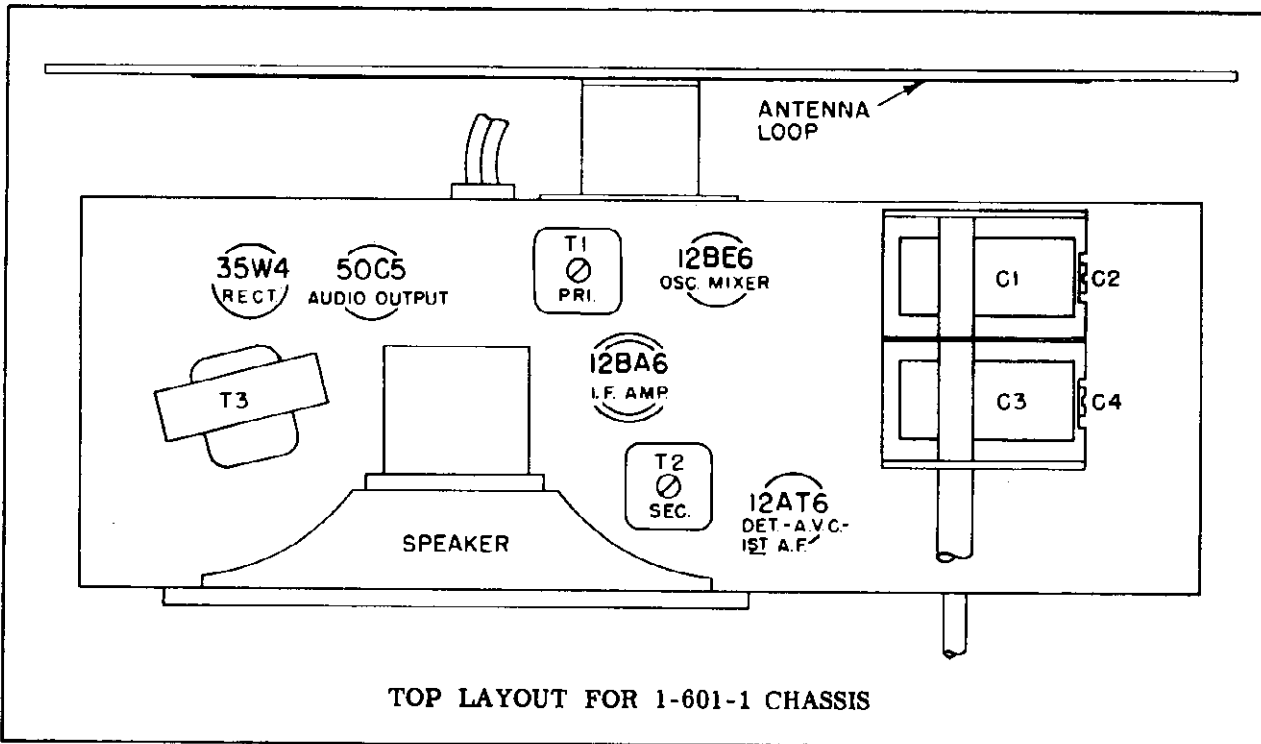 ANTENNA
LOOP
35W4
RECT.
50C5
AUDIO OUTPUT
T1
PRI.
12BE6
OSC. MIXER
C1
C2
12BA6
I.F. AMP.
T3
C3
C4
T2
SEC.
12AT6
DET.-A.V.C.-
1ST A.F.
SPEAKER
TOP LAYOUT FOR 1-601-1 CHASSIS